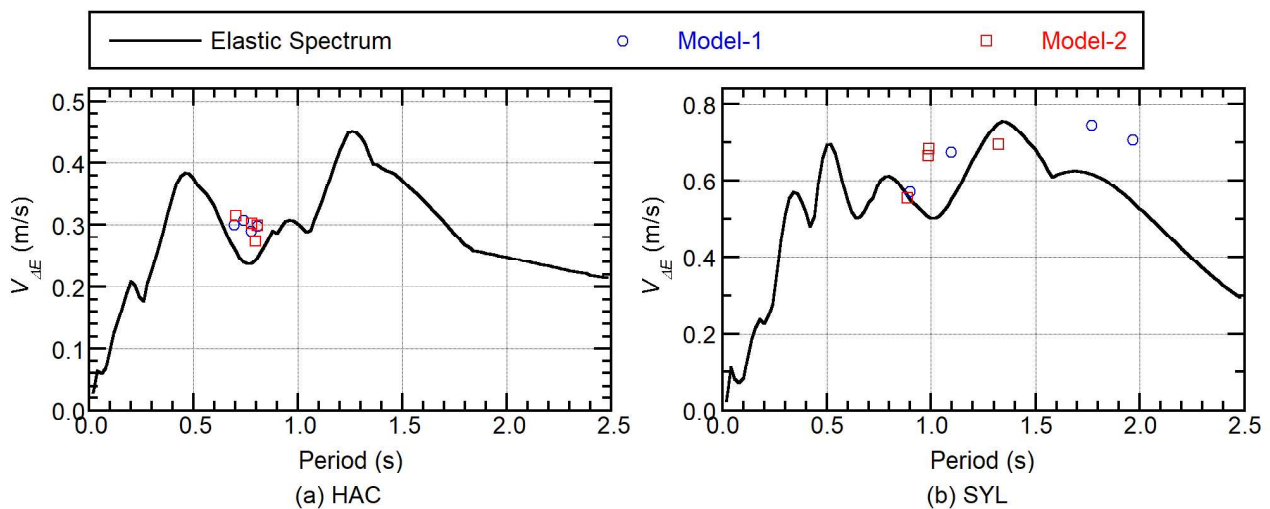 Elastic Spectrum Model-1 Model-2
0.5
0.4
0.3
0.2
0.1
0.0
V_ΔE (m/s)
0.0 0.5 1.0 1.5 2.0 2.5
Period (s)
(a) HAC
0.8
0.6
0.4
0.2
0.0
V_ΔE (m/s)
0.0 0.5 1.0 1.5 2.0 2.5
Period (s)
(b) SYL